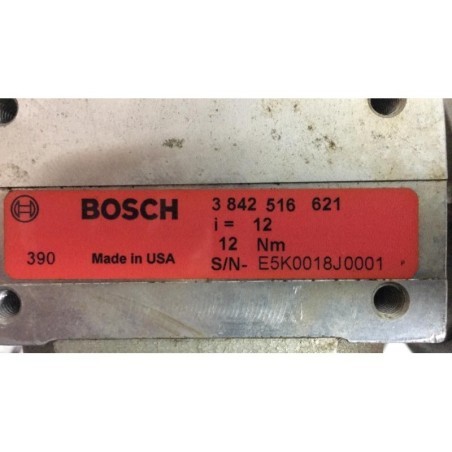 BOSCH 3 842 516 621
i = 12
12 Nm
390 Made in USA S/N- E5K0018J0001